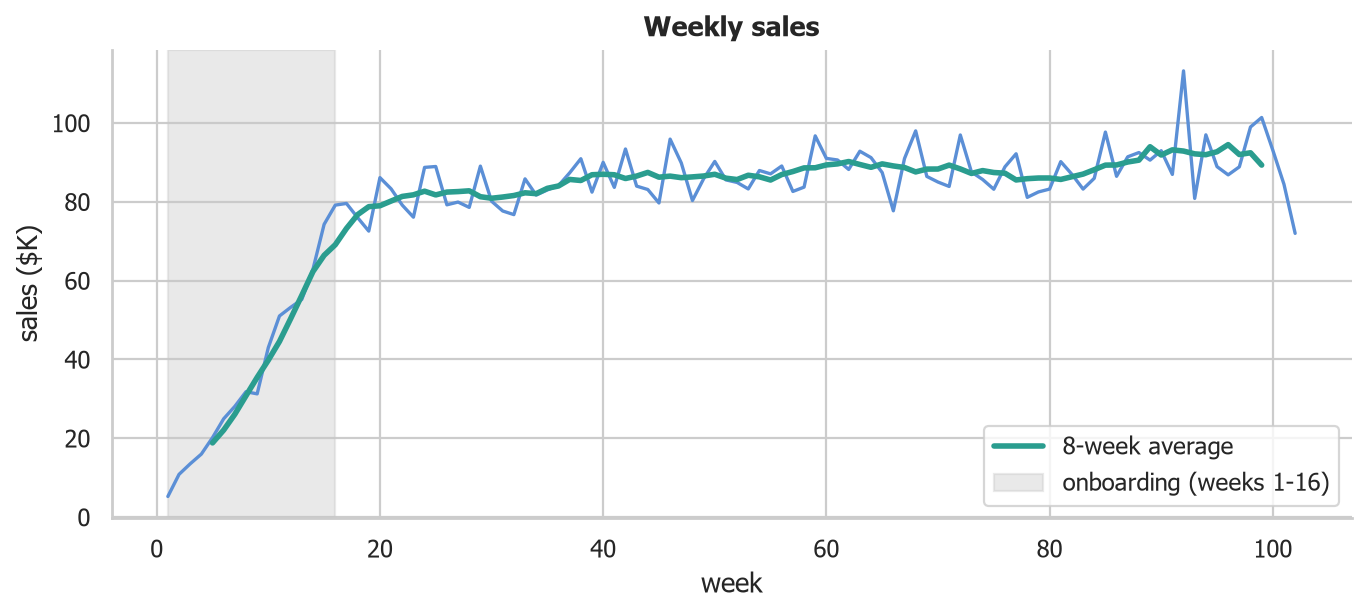 Weekly sales
sales ($K)
100
80
60
40
20
0
0 20 40 60 80 100
week
8-week average
onboarding (weeks 1-16)